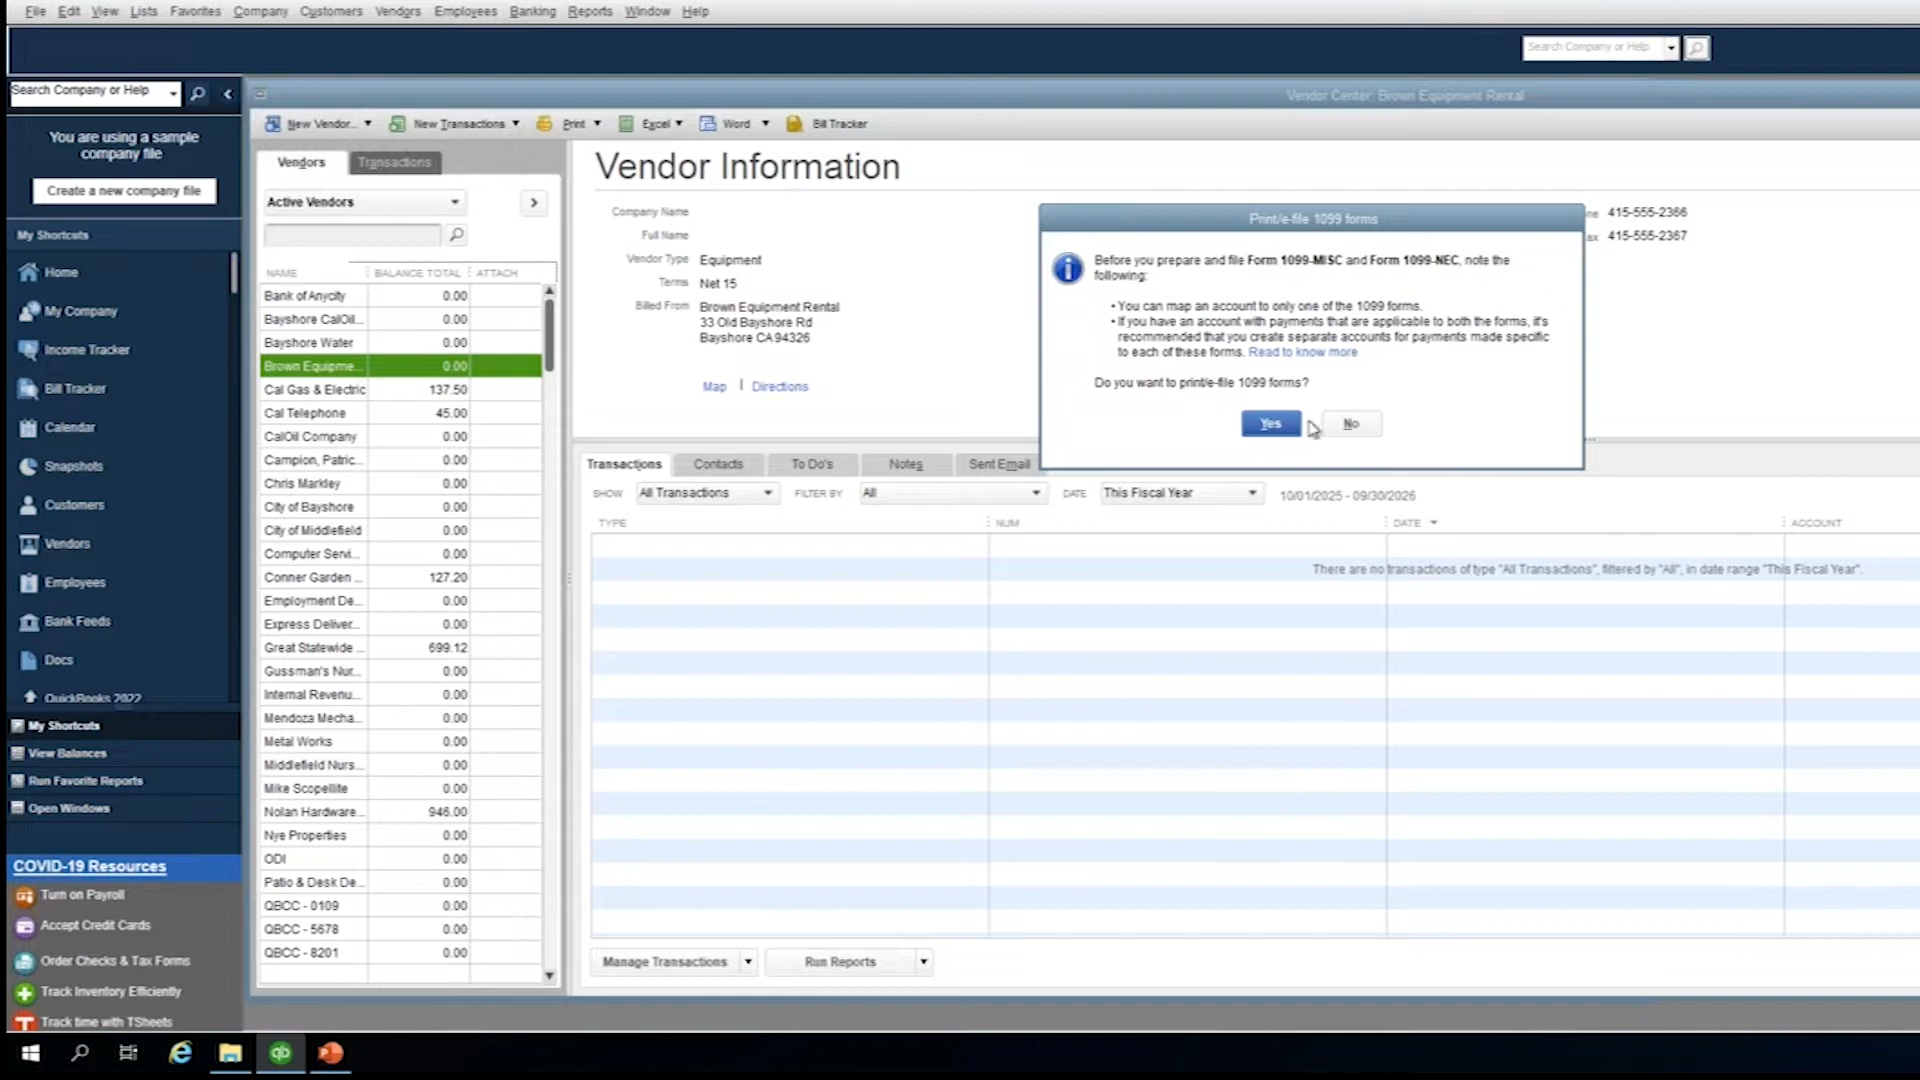 File Edit View Lists Favorites Company Customers Vendors Employees Banking Reports Window Help
Search Company or Help
Search Company or Help
Vendor Center: Brown Equipment Rental
You are using a sample
company file
Create a new company file
My Shortcuts
Home
My Company
Income Tracker
Bill Tracker
Calendar
Snapshots
Customers
Vendors
Employees
Bank Feeds
Docs
QuickBooks 2022
My Shortcuts
View Balances
Run Favorite Reports
Open Windows
COVID-19 Resources
Turn on Payroll
Accept Credit Cards
Order Checks & Tax Forms
Track Inventory Efficiently
Track time with TSheets
New Vendor... New Transactions Print Excel Word Bill Tracker
Vendors Transactions
Active Vendors
NAME BALANCE TOTAL ATTACH
Bank of Anycity 0.00
Bayshore CalOil... 0.00
Bayshore Water 0.00
Brown Equipme... 0.00
Cal Gas & Electric 137.50
Cal Telephone 45.00
CalOil Company 0.00
Campion, Patric... 0.00
Chris Markley 0.00
City of Bayshore 0.00
City of Middlefield 0.00
Computer Servi... 0.00
Conner Garden ... 127.20
Employment De... 0.00
Express Deliver... 0.00
Great Statewide ... 699.12
Gussman's Nur... 0.00
Internal Revenu... 0.00
Mendoza Mecha... 0.00
Metal Works 0.00
Middlefield Nurs... 0.00
Mike Scopellite 0.00
Nolan Hardware... 946.00
Nye Properties 0.00
ODI 0.00
Patio & Desk De... 0.00
QBCC - 0109 0.00
QBCC - 5678 0.00
QBCC - 8201 0.00
Vendor Information
Company Name
Full Name
Vendor Type Equipment
Terms Net 15
Billed From Brown Equipment Rental
33 Old Bayshore Rd
Bayshore CA 94326
Map | Directions
ne 415-555-2366
ax 415-555-2367
Print/e-file 1099 forms
Before you prepare and file Form 1099-MISC and Form 1099-NEC, note the
following:
• You can map an account to only one of the 1099 forms.
• If you have an account with payments that are applicable to both the forms, it's
recommended that you create separate accounts for payments made specific
to each of these forms. Read to know more
Do you want to print/e-file 1099 forms?
Yes No
Transactions Contacts To Do's Notes Sent Email
SHOW All Transactions FILTER BY All DATE This Fiscal Year 10/01/2025 - 09/30/2026
TYPE NUM DATE ACCOUNT
There are no transactions of type "All Transactions", filtered by "All", in date range "This Fiscal Year".
Manage Transactions Run Reports